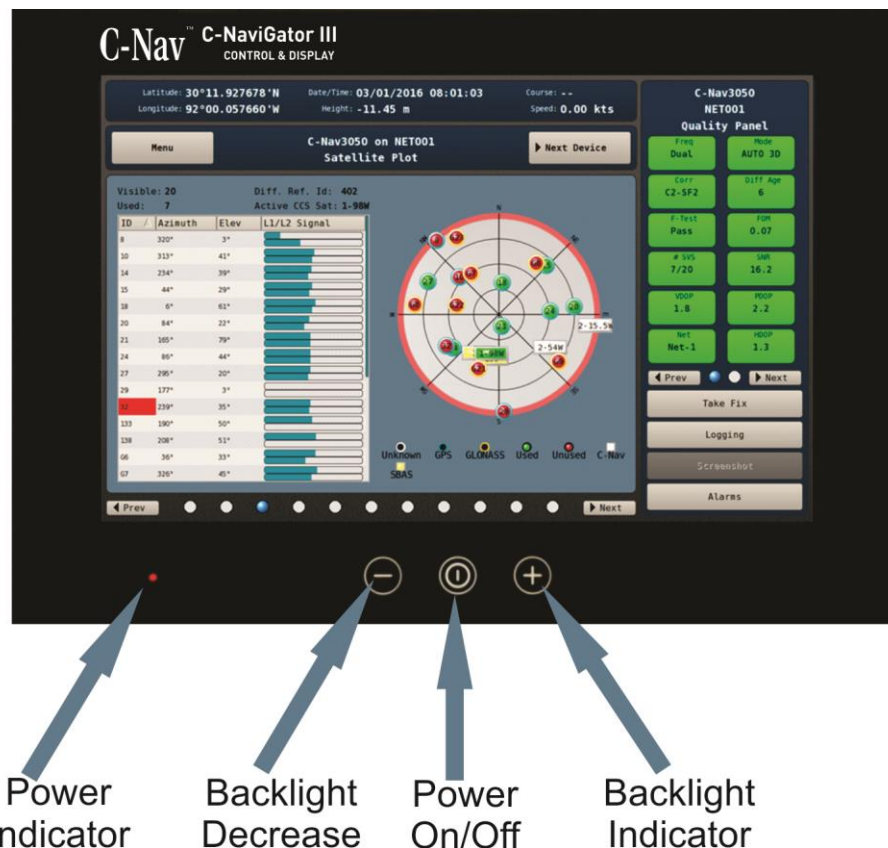 C-Nav™ C-NaviGator III
CONTROL & DISPLAY
Latitude: 30°11.927678'N Date/Time: 03/01/2016 08:01:03 Course: --
Longitude: 92°00.057660'W Height: -11.45 m Speed: 0.00 kts
Menu
C-Nav3050 on NET001
Satellite Plot
Next Device
Visible: 20 Diff. Ref. Id: 402
Used: 7 Active CCS Sat: 1-98W
ID Azimuth Elev L1/L2 Signal
8 320° 3°
10 313° 41°
14 234° 39°
15 44° 29°
18 6° 61°
20 84° 22°
21 165° 79°
24 86° 44°
27 295° 20°
29 177° 3°
32 239° 35°
133 190° 50°
138 208° 51°
G6 36° 33°
G7 326° 45°
N
S
27
18
24
21
2-15.5W
2-54W
1-98W
Unknown GPS GLONASS Used Unused C-Nav
SBAS
Prev
Next
C-Nav3050
NET001
Quality Panel
Freq Mode
Dual AUTO 3D
Corr Diff Age
C2-SF2 6
F-Test FOM
Pass 0.07
# SVS SNR
7/20 16.2
VDOP PDOP
1.8 2.2
Net HDOP
Net-1 1.3
Prev Next
Take Fix
Logging
Screenshot
Alarms
Power
Indicator
Backlight
Decrease
Power
On/Off
Backlight
Indicator